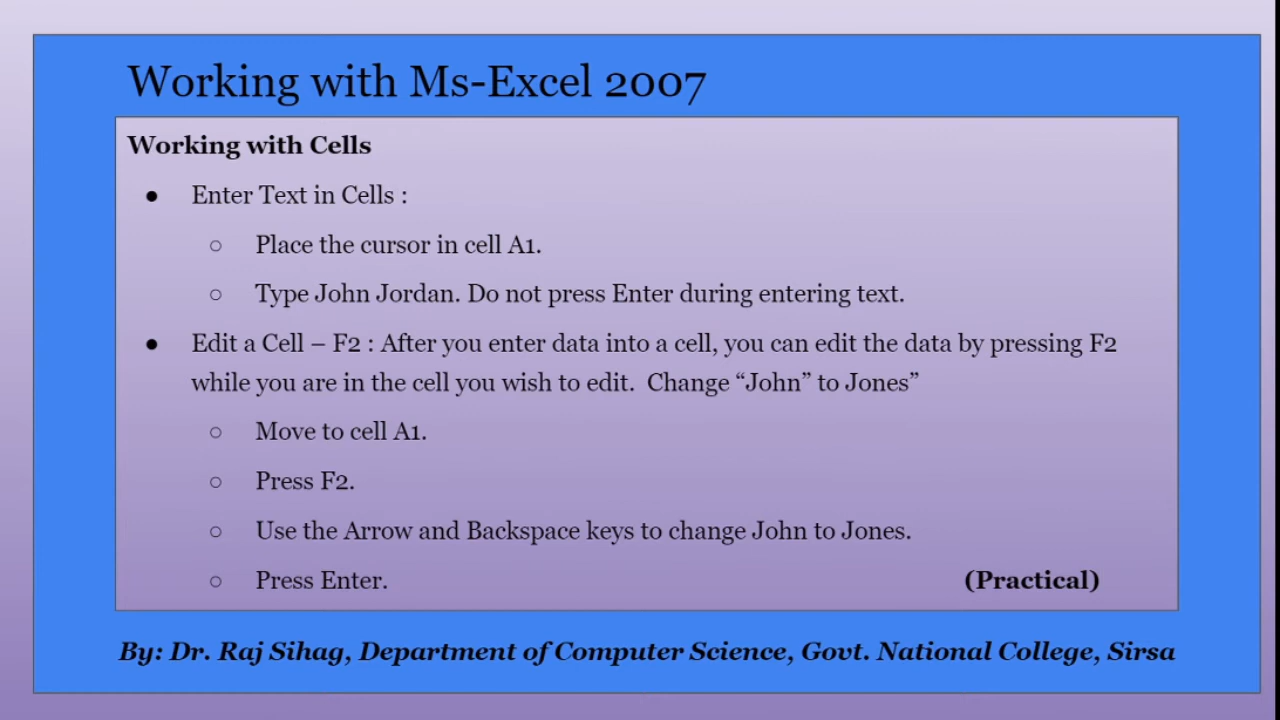 Working with Ms-Excel 2007
Working with Cells
● Enter Text in Cells :
○ Place the cursor in cell A1.
○ Type John Jordan. Do not press Enter during entering text.
● Edit a Cell – F2 : After you enter data into a cell, you can edit the data by pressing F2
while you are in the cell you wish to edit.  Change “John” to Jones”
○ Move to cell A1.
○ Press F2.
○ Use the Arrow and Backspace keys to change John to Jones.
○ Press Enter. (Practical)
By: Dr. Raj Sihag, Department of Computer Science, Govt. National College, Sirsa